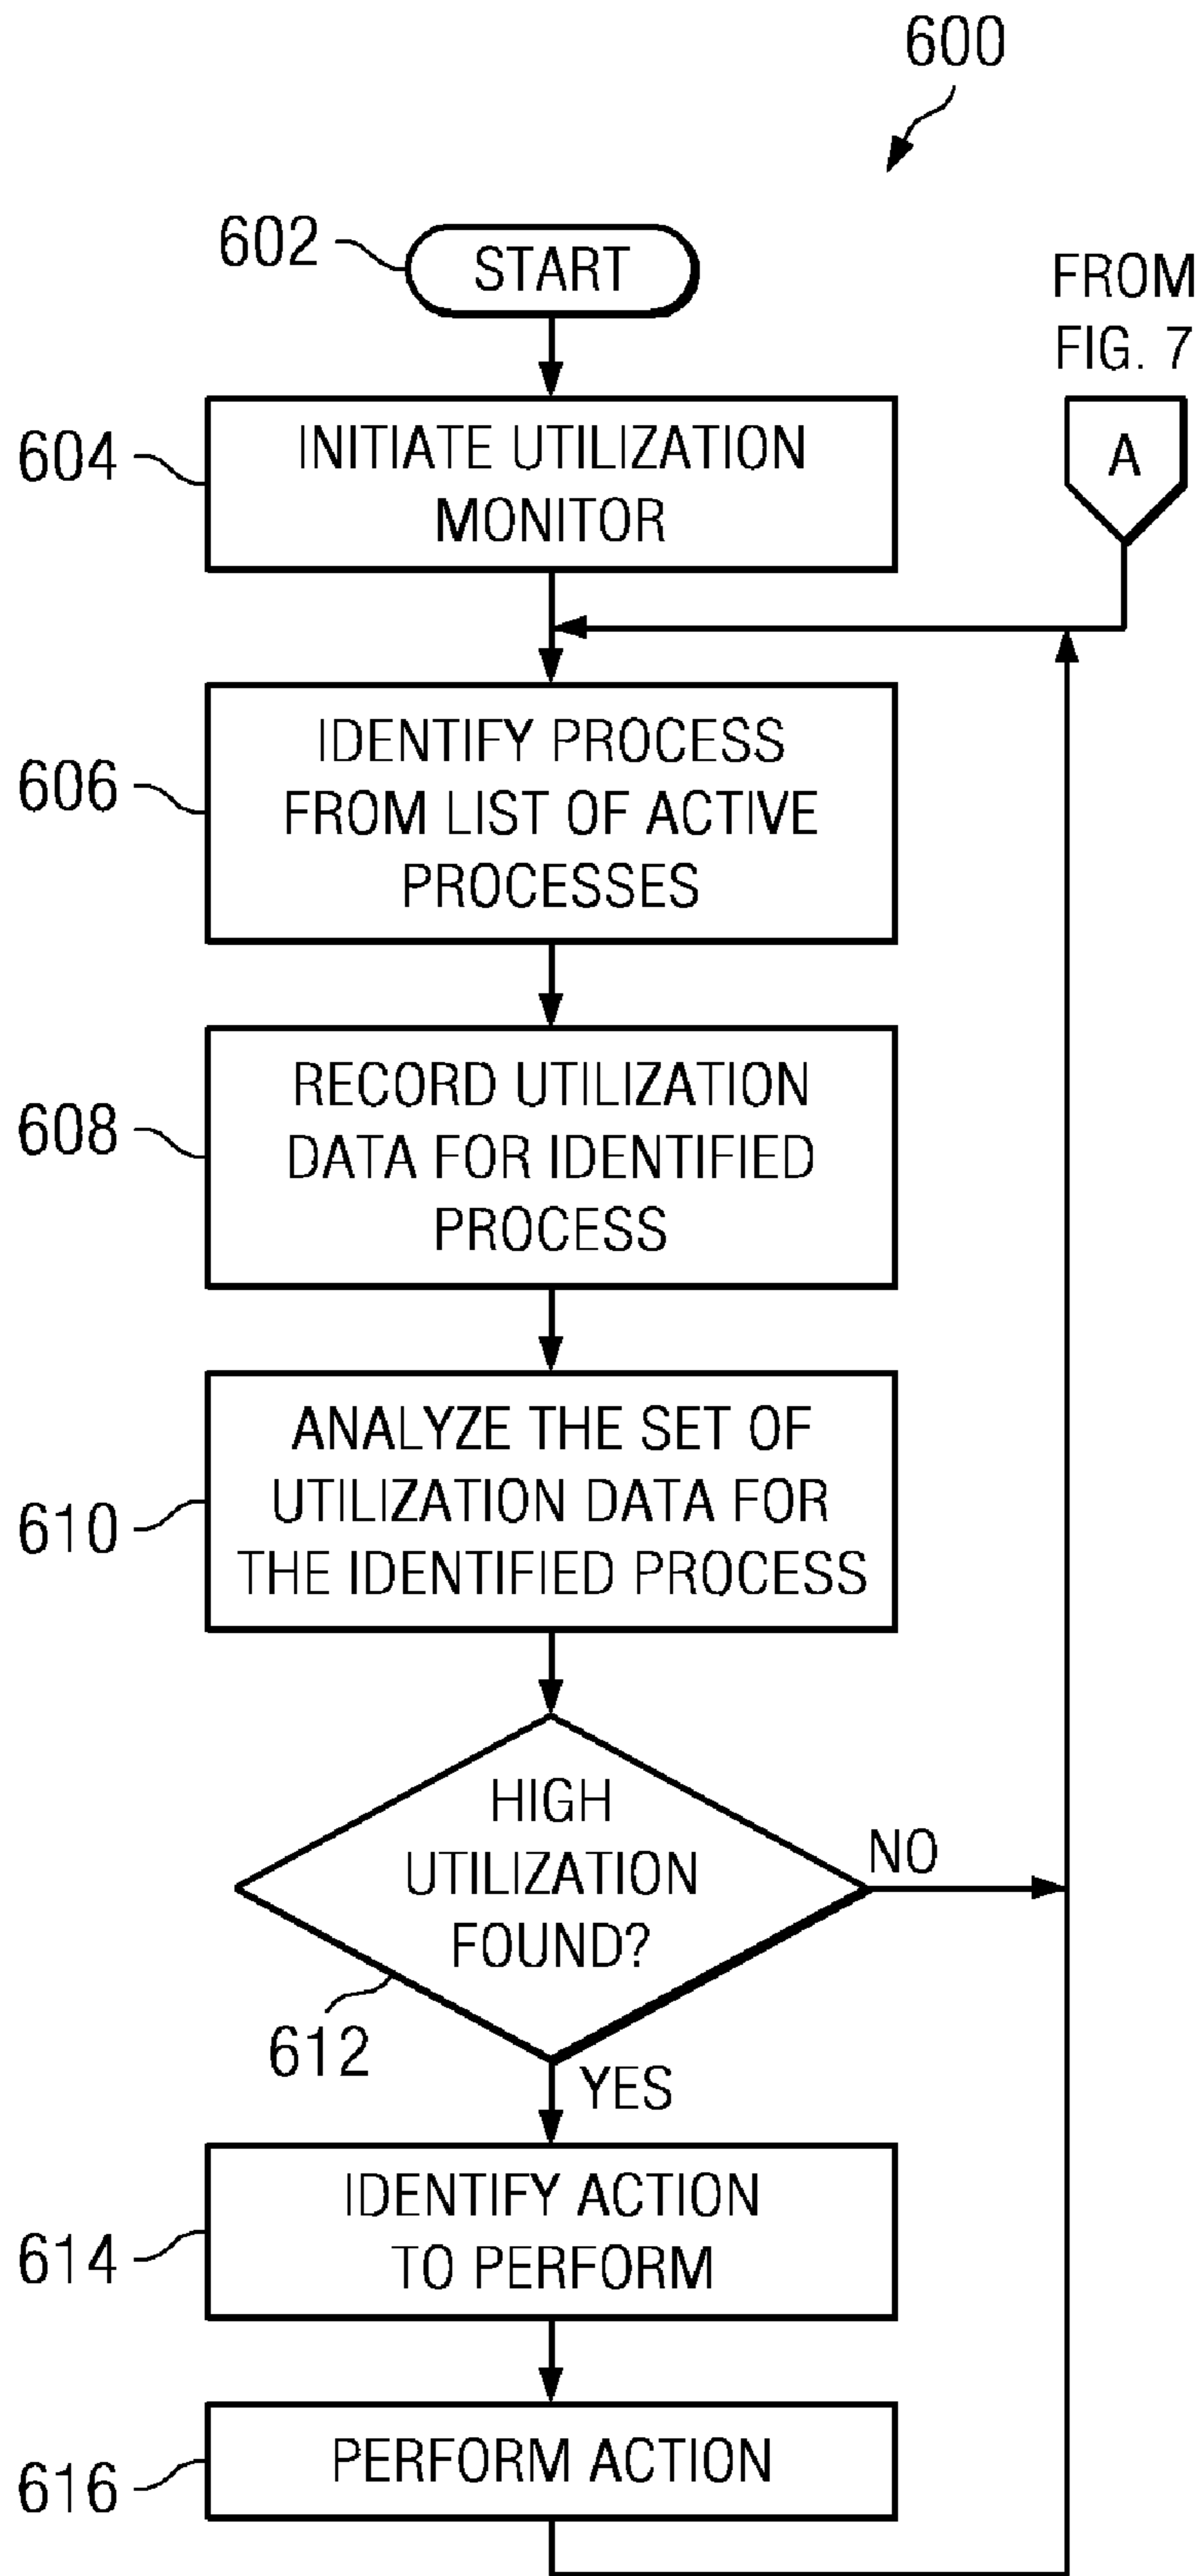 600
602
START
FROM
FIG. 7
604
INITIATE UTILIZATION
MONITOR
A
606
IDENTIFY PROCESS
FROM LIST OF ACTIVE
PROCESSES
608
RECORD UTILIZATION
DATA FOR IDENTIFIED
PROCESS
610
ANALYZE THE SET OF
UTILIZATION DATA FOR
THE IDENTIFIED PROCESS
HIGH
UTILIZATION
FOUND?
NO
612
YES
614
IDENTIFY ACTION
TO PERFORM
616
PERFORM ACTION